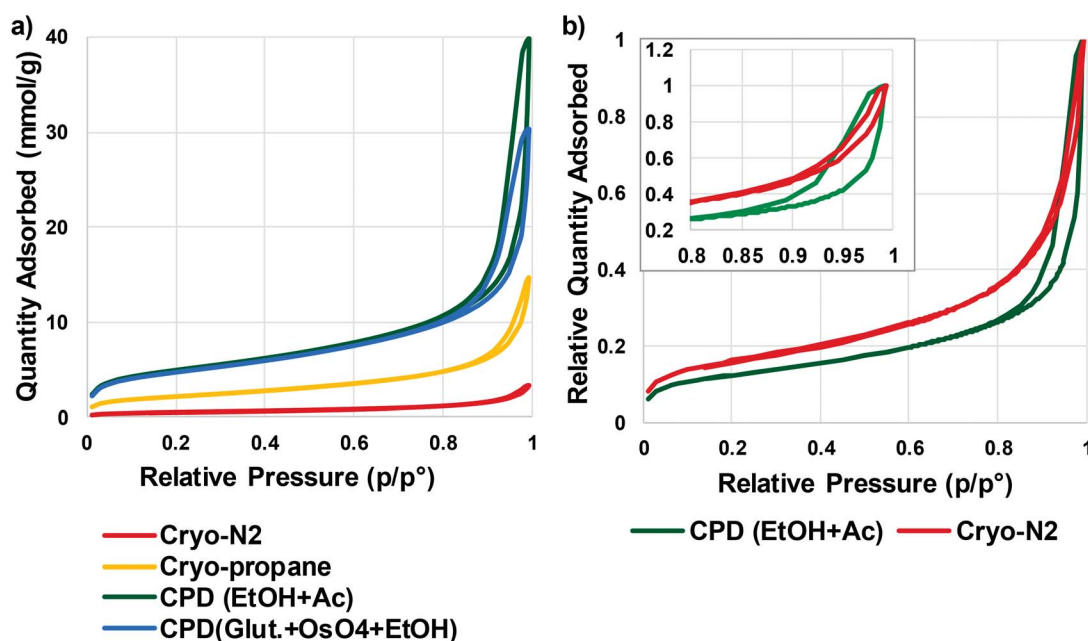 a)
Quantity Adsorbed (mmol/g)
40
30
20
10
0
0 0.2 0.4 0.6 0.8 1
Relative Pressure (p/p°)
Cryo-N2
Cryo-propane
CPD (EtOH+Ac)
CPD(Glut.+OsO4+EtOH)
b)
Relative Quantity Adsorbed
1
0.8
0.6
0.4
0.2
0
0 0.2 0.4 0.6 0.8 1
Relative Pressure (p/p°)
1.2
1
0.8
0.6
0.4
0.2
0.8 0.85 0.9 0.95 1
CPD (EtOH+Ac) Cryo-N2